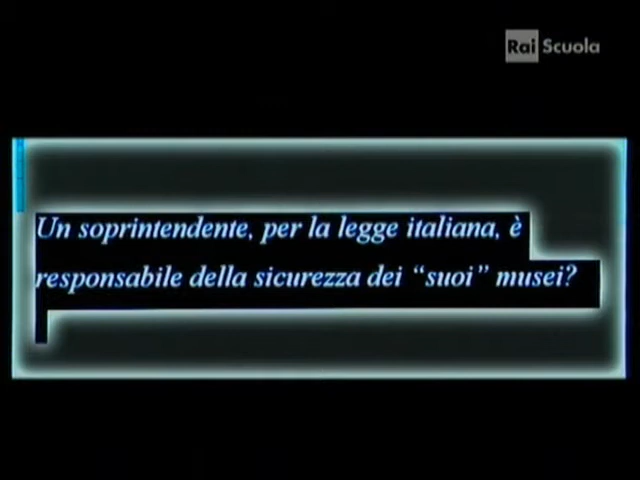 Rai Scuola
Un soprintendente, per la legge italiana, è
responsabile della sicurezza dei “suoi” musei?